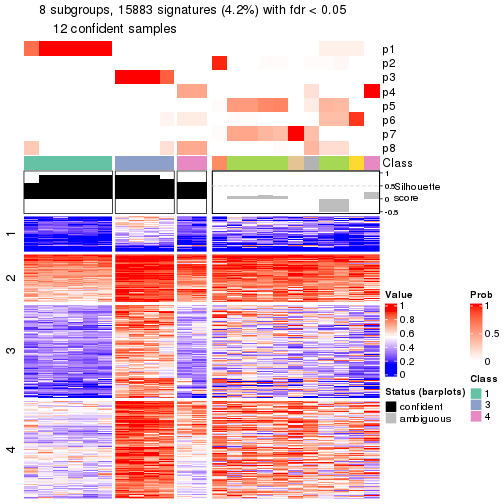 8 subgroups, 15883 signatures (4.2%) with fdr < 0.05
12 confident samples
p1
p2
p3
p4
p5
p6
p7
p8
Class
1
0.5
0
-0.5
Silhouette
score
1
2
3
4
Value
1
0.8
0.6
0.4
0.2
0
Status (barplots)
confident
ambiguous
Prob
1
0.5
0
Class
1
3
4